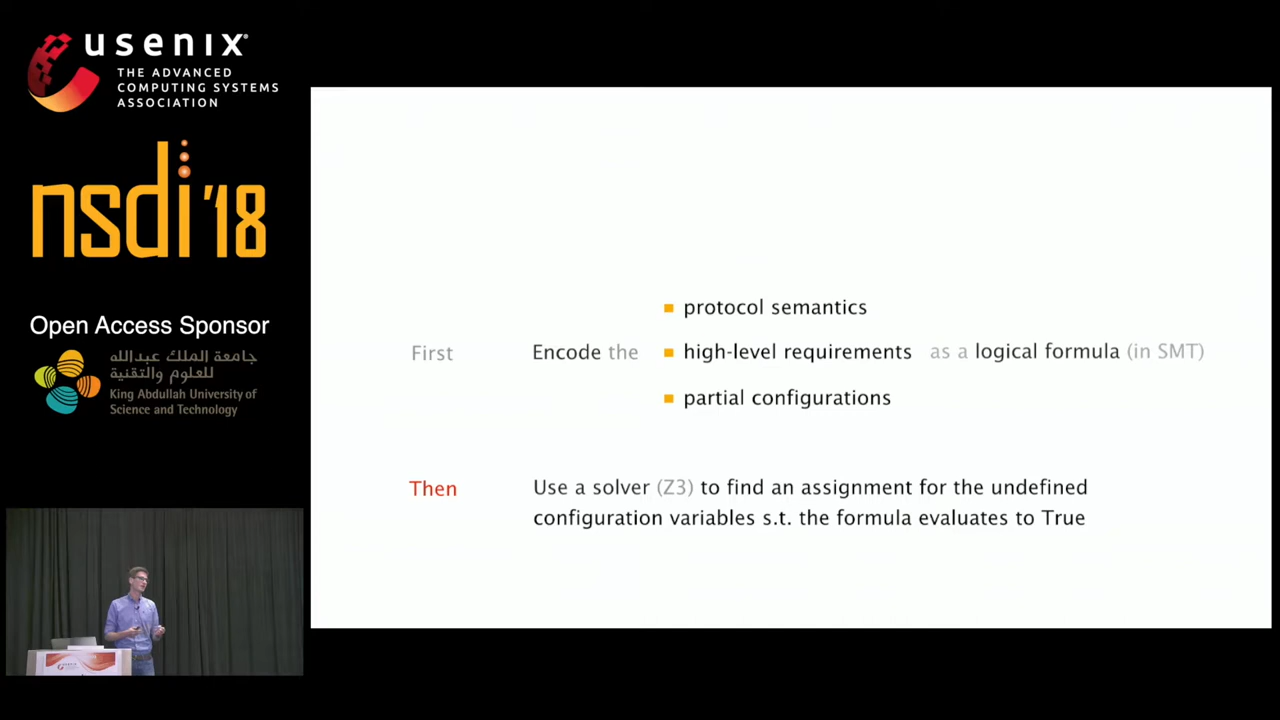 usenix®
THE ADVANCED
COMPUTING SYSTEMS
ASSOCIATION
nsdi '18
Open Access Sponsor
جامعة الملك عبدالله
للعلوم والتقنية
King Abdullah University of
Science and Technology
■ protocol semantics
First Encode the ■ high-level requirements as a logical formula (in SMT)
■ partial configurations
Then Use a solver (Z3) to find an assignment for the undefined
configuration variables s.t. the formula evaluates to True
usenix